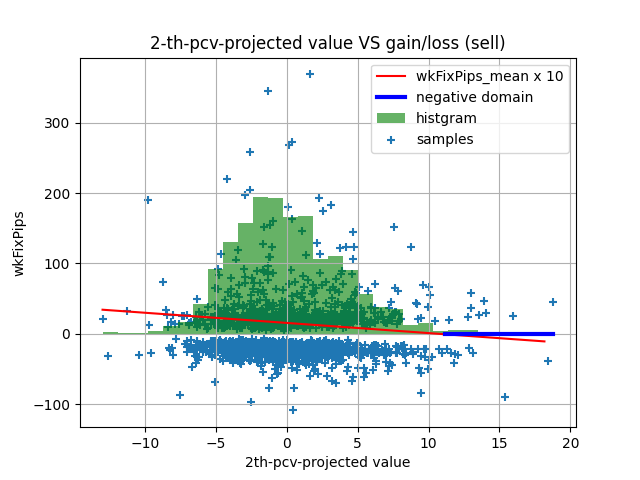 2-th-pcv-projected value VS gain/loss (sell)
wkFixPips_mean x 10
negative domain
histgram
samples
wkFixPips
300
200
100
0
−100
−10
−5
0
5
10
15
20
2th-pcv-projected value